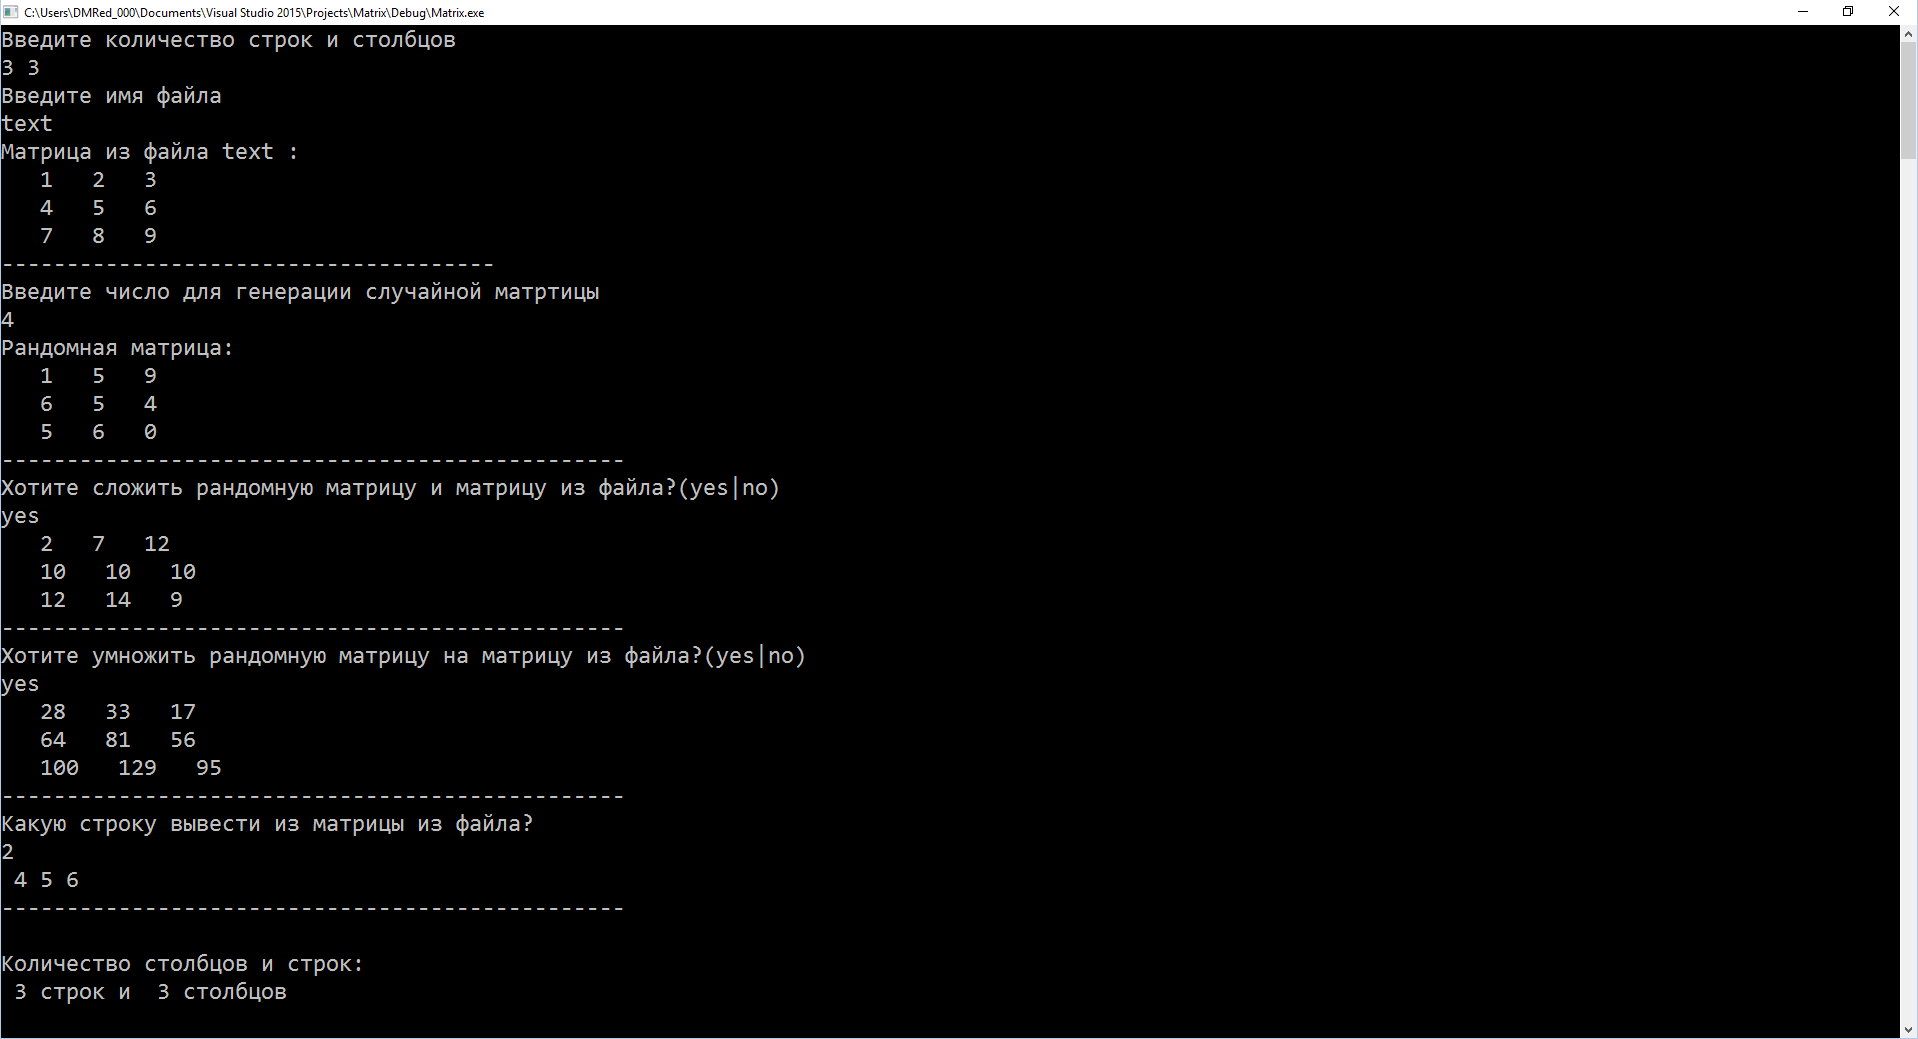 C:\Users\DMRed_000\Documents\Visual Studio 2015\Projects\Matrix\Debug\Matrix.exe
Введите количество строк и столбцов
3 3
Введите имя файла
text
Матрица из файла text :
   1   2   3
   4   5   6
   7   8   9
--------------------------------------
Введите число для генерации случайной матртицы
4
Рандомная матрица:
   1   5   9
   6   5   4
   5   6   0
------------------------------------------------
Хотите сложить рандомную матрицу и матрицу из файла?(yes|no)
yes
   2   7   12
   10   10   10
   12   14   9
------------------------------------------------
Хотите умножить рандомную матрицу на матрицу из файла?(yes|no)
yes
   28   33   17
   64   81   56
   100   129   95
------------------------------------------------
Какую строку вывести из матрицы из файла?
2
 4 5 6
------------------------------------------------
Количество столбцов и строк:
 3 строк и  3 столбцов